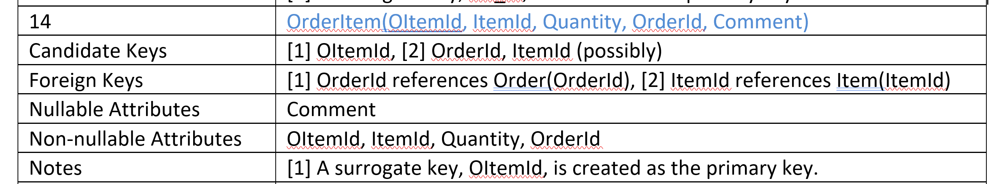 14 OrderItem(OItemId, ItemId, Quantity, OrderId, Comment)
Candidate Keys [1] OItemId, [2] OrderId, ItemId (possibly)
Foreign Keys [1] OrderId references Order(OrderId), [2] ItemId references Item(ItemId)
Nullable Attributes Comment
Non-nullable Attributes OItemId, ItemId, Quantity, OrderId
Notes [1] A surrogate key, OItemId, is created as the primary key.